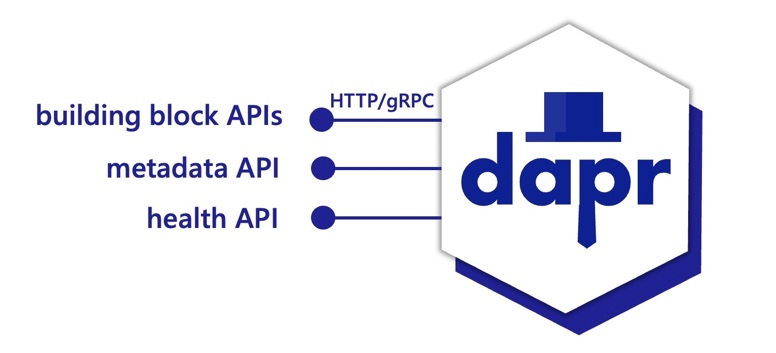 HTTP/gRPC
building block APIs
metadata API
health API
dapr